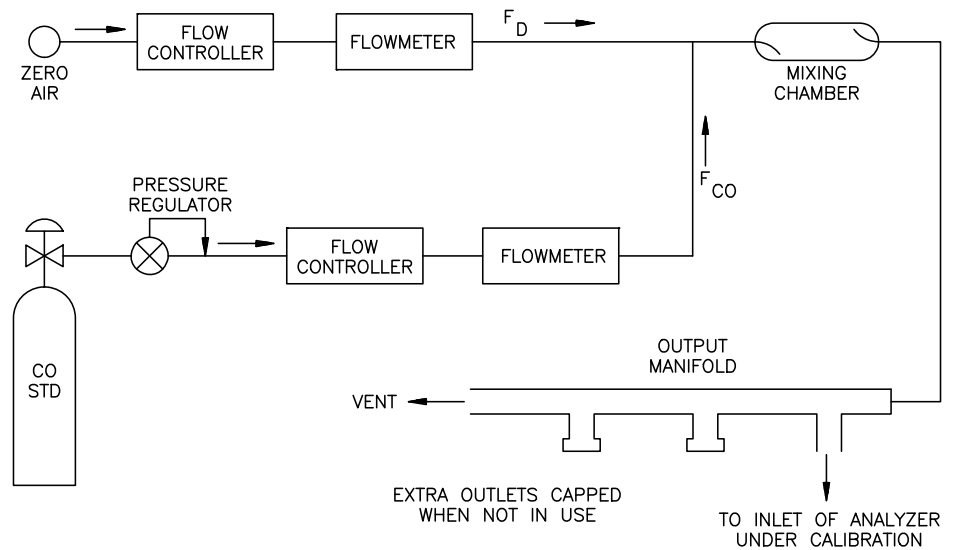 F D
FLOW
CONTROLLER
FLOWMETER
ZERO
AIR
MIXING
CHAMBER
F CO
PRESSURE
REGULATOR
FLOW
CONTROLLER
FLOWMETER
CO
STD
OUTPUT
MANIFOLD
VENT
EXTRA OUTLETS CAPPED
WHEN NOT IN USE
TO INLET OF ANALYZER
UNDER CALIBRATION